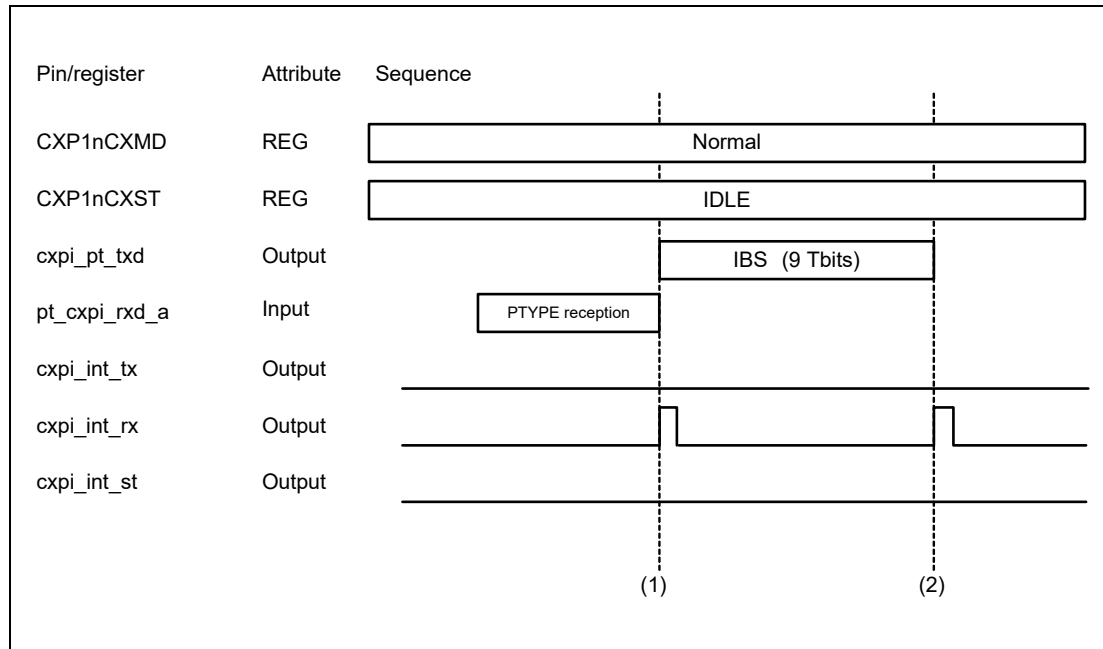 Pin/register Attribute Sequence
CXP1nCXMD REG Normal
CXP1nCXST REG IDLE
cxpi_pt_txd Output IBS (9 Tbits)
pt_cxpi_rxd_a Input PTYPE reception
cxpi_int_tx Output
cxpi_int_rx Output
cxpi_int_st Output
(1) (2)